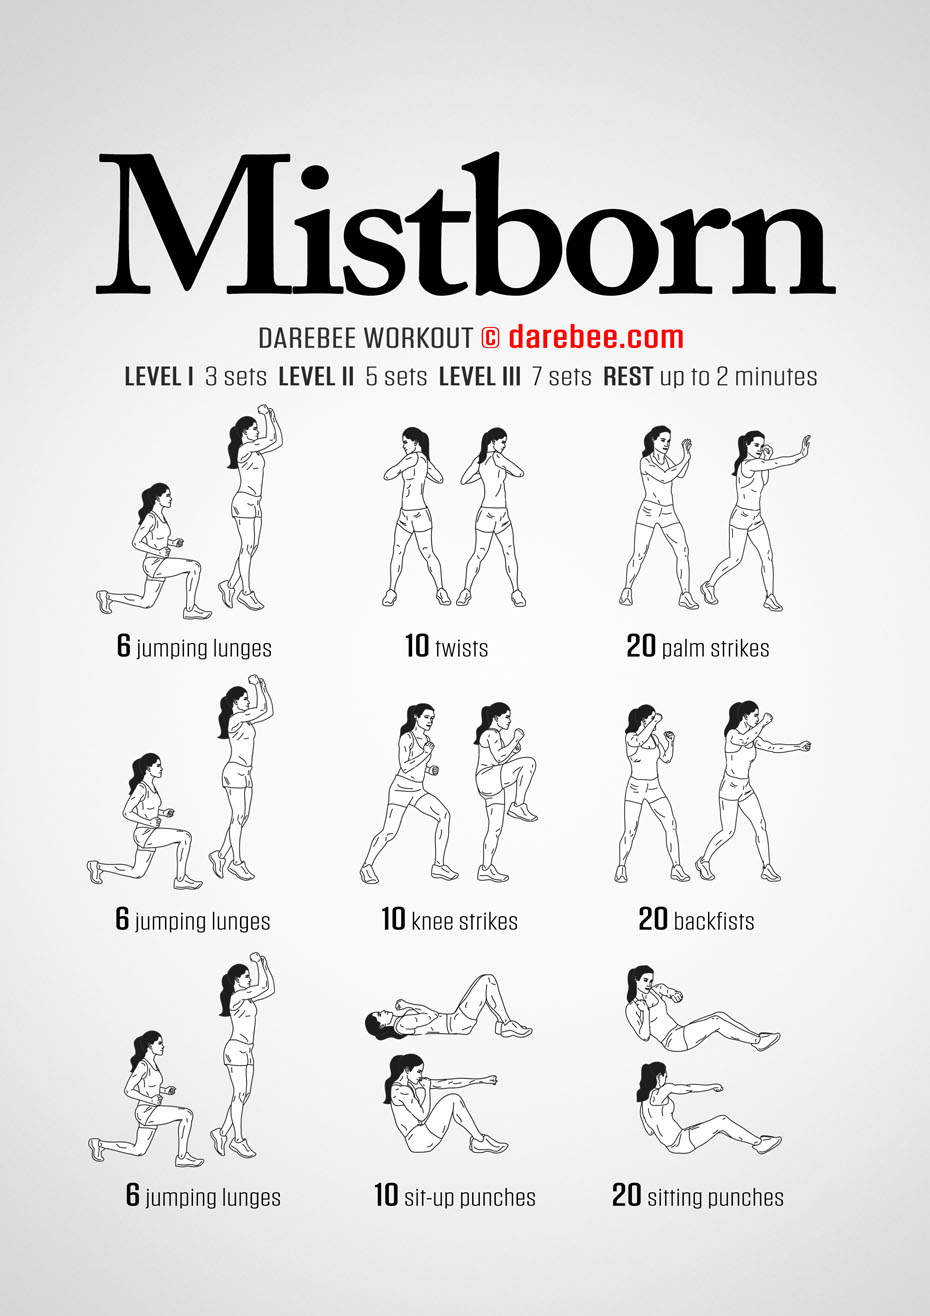 Mistborn
DAREBEE WORKOUT © darebee.com
LEVEL I 3 sets LEVEL II 5 sets LEVEL III 7 sets REST up to 2 minutes
6 jumping lunges
10 twists
20 palm strikes
6 jumping lunges
10 knee strikes
20 backfists
6 jumping lunges
10 sit-up punches
20 sitting punches